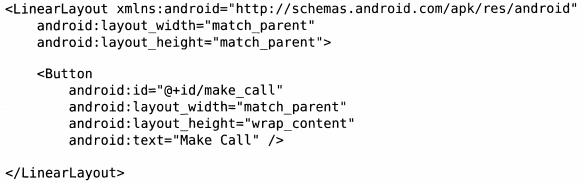 <LinearLayout xmlns:android="http://schemas.android.com/apk/res/android"
    android:layout_width="match_parent"
    android:layout_height="match_parent">

    <Button
        android:id="@+id/make_call"
        android:layout_width="match_parent"
        android:layout_height="wrap_content"
        android:text="Make Call" />

</LinearLayout>